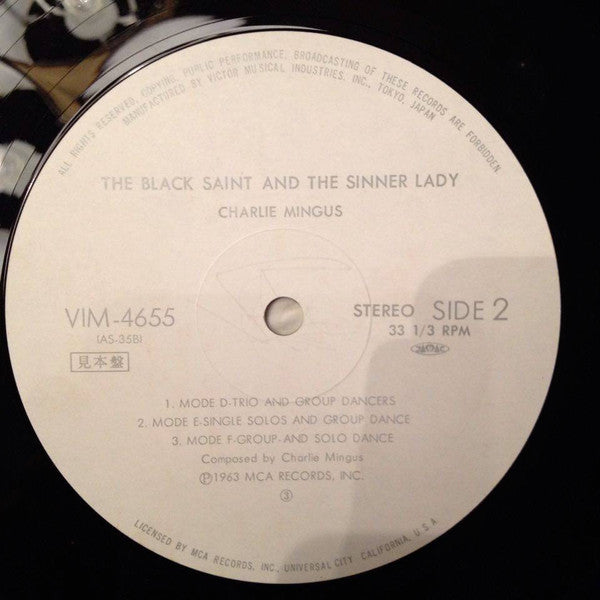 ALL RIGHTS RESERVED. COPYING, PUBLIC PERFORMANCE, BROADCASTING OF THESE RECORDS ARE FORBIDDEN
MANUFACTURED BY VICTOR MUSICAL INDUSTRIES, INC., TOKYO, JAPAN
THE BLACK SAINT AND THE SINNER LADY
CHARLIE MINGUS
VIM-4655
(AS-35B)
見本盤
STEREO SIDE 2
33 1/3 RPM
JASRAC
1. MODE D-TRIO AND GROUP DANCERS
2. MODE E-SINGLE SOLOS AND GROUP DANCE
3. MODE F-GROUP AND SOLO DANCE
Composed by Charlie Mingus
Ⓟ1963 MCA RECORDS, INC.
③
LICENSED BY MCA RECORDS, INC., UNIVERSAL CITY, CALIFORNIA, U.S.A